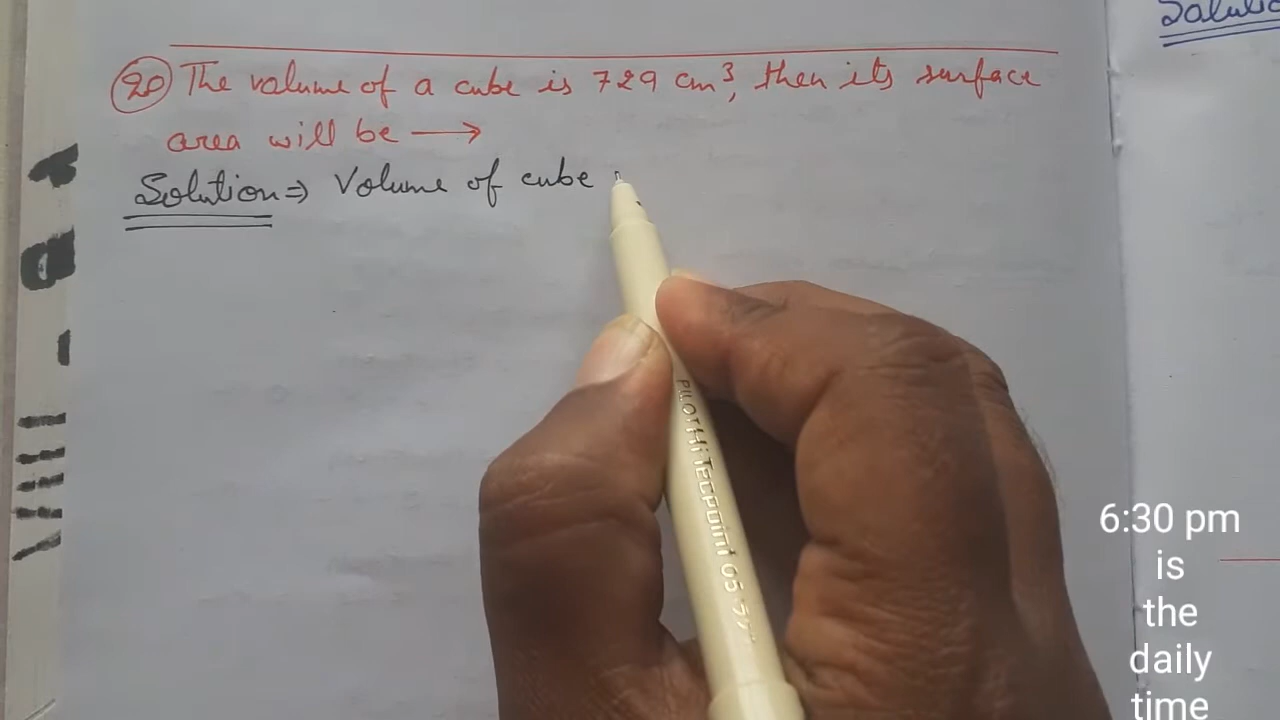 20 The volume of a cube is 729 cm³, then its surface
area will be →
Solution ⇒ Volume of cube
PILOT Hi-TECPOINT 05
6:30 pm
is
the
daily
time